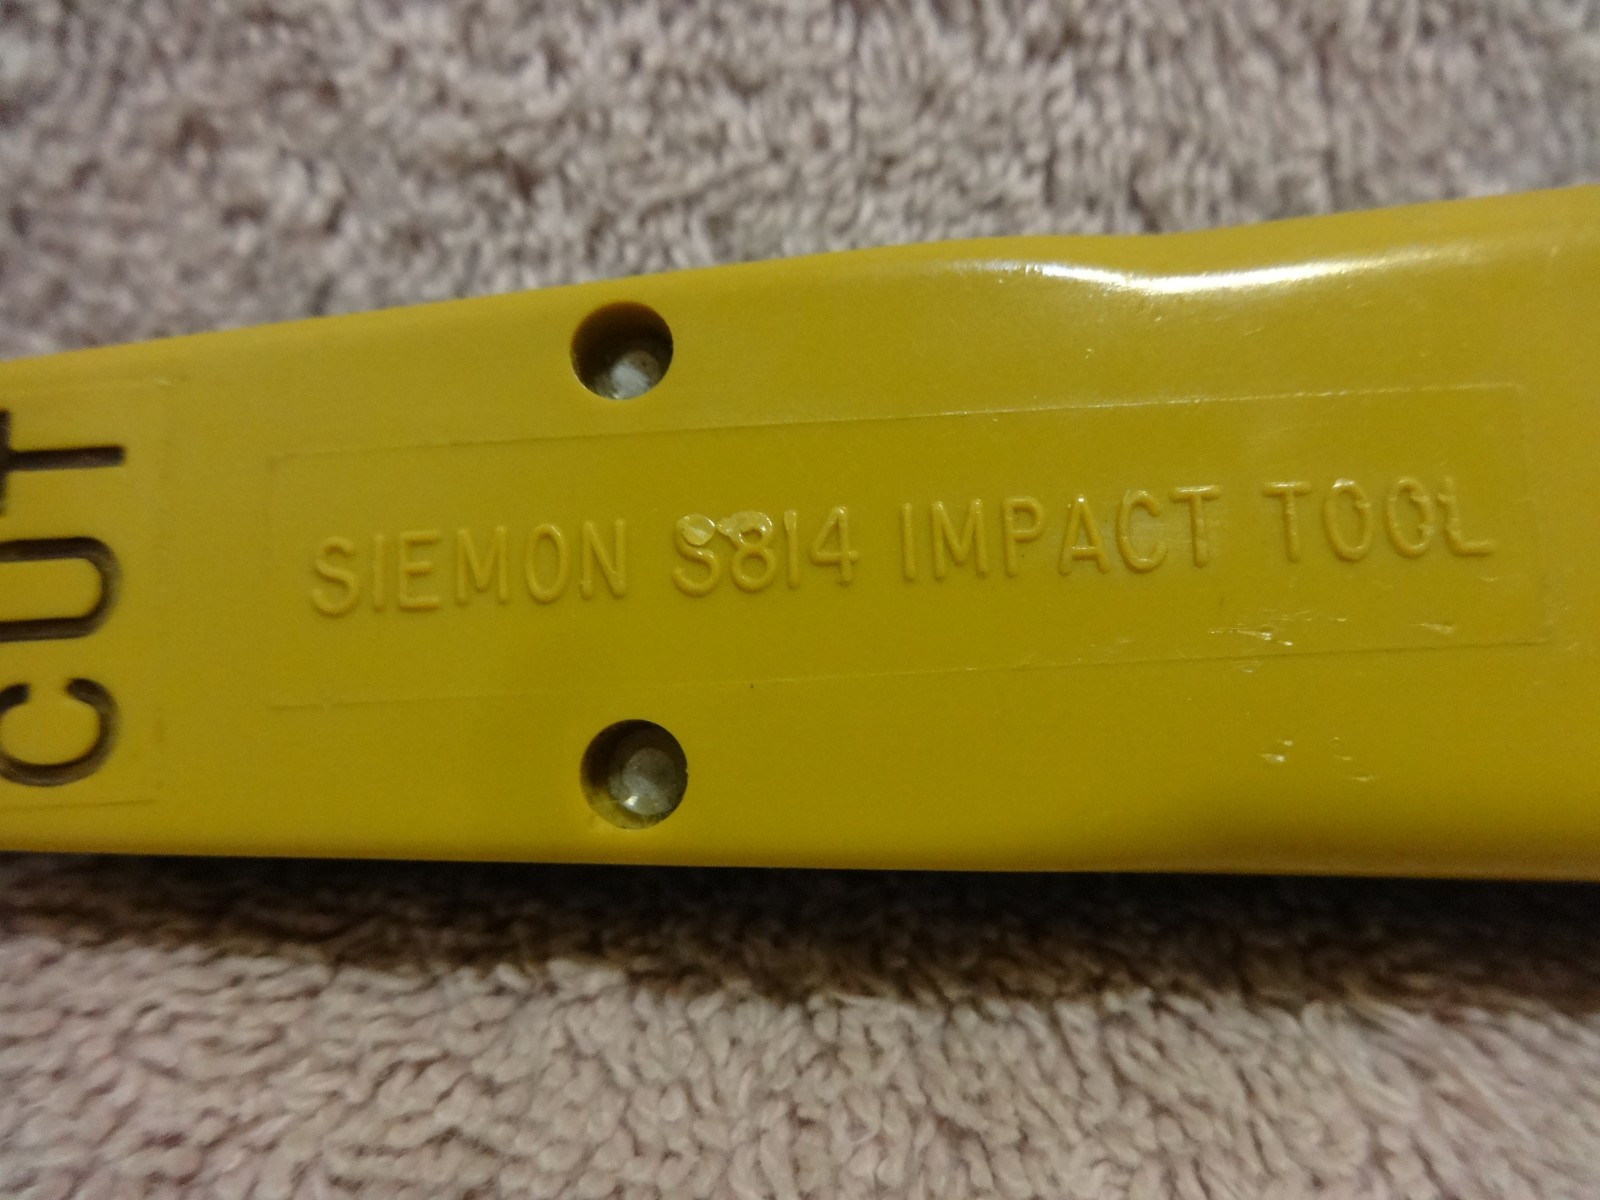 CUT
SIEMON S814 IMPACT TOOL